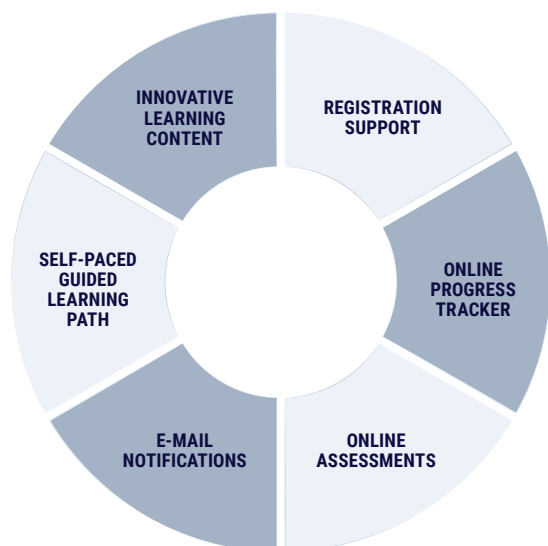 INNOVATIVE
LEARNING
CONTENT
REGISTRATION
SUPPORT
ONLINE
PROGRESS
TRACKER
ONLINE
ASSESSMENTS
E-MAIL
NOTIFICATIONS
SELF-PACED
GUIDED
LEARNING
PATH